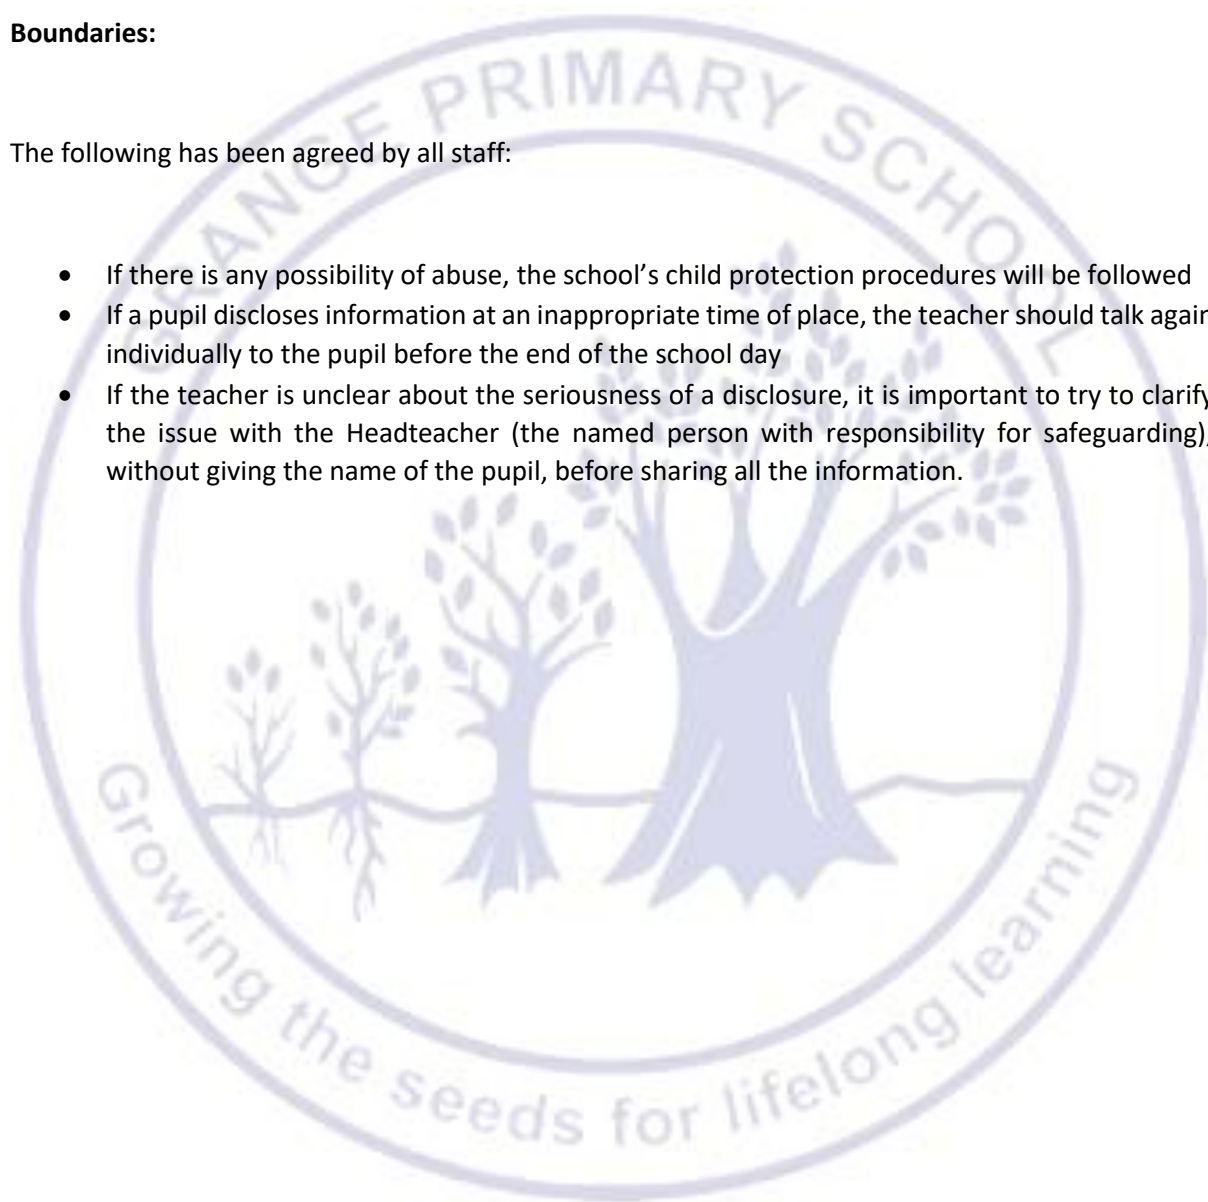 Boundaries:
The following has been agreed by all staff:
• If there is any possibility of abuse, the school’s child protection procedures will be followed
• If a pupil discloses information at an inappropriate time of place, the teacher should talk again
individually to the pupil before the end of the school day
• If the teacher is unclear about the seriousness of a disclosure, it is important to try to clarify
the issue with the Headteacher (the named person with responsibility for safeguarding),
without giving the name of the pupil, before sharing all the information.
GRANGE PRIMARY SCHOOL
Growing the seeds for lifelong learning